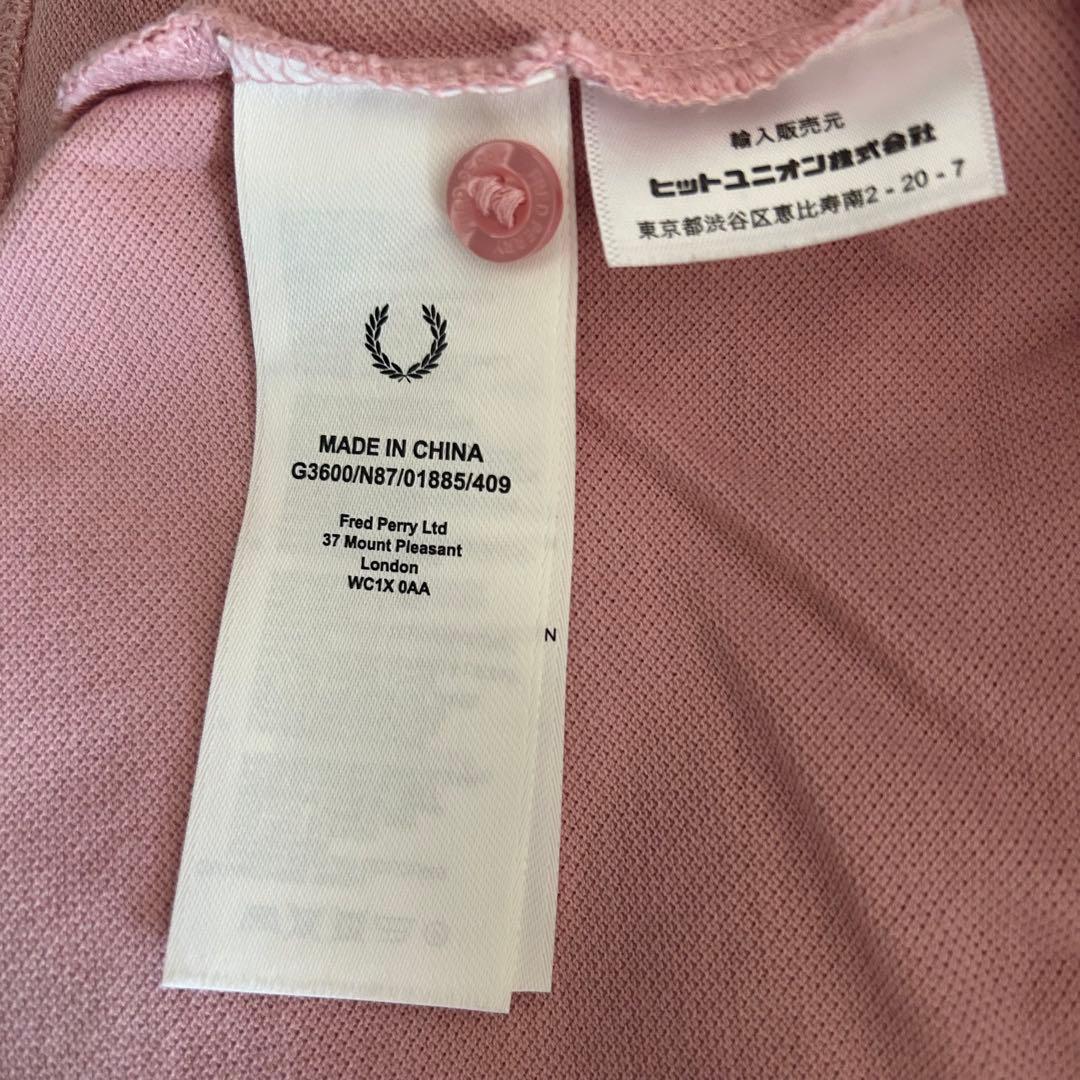 輸入販売元
ヒットユニオン株式会社
東京都渋谷区恵比寿南2-20-7
MADE IN CHINA
G3600/N87/01885/409
Fred Perry Ltd
37 Mount Pleasant
London
WC1X 0AA
N